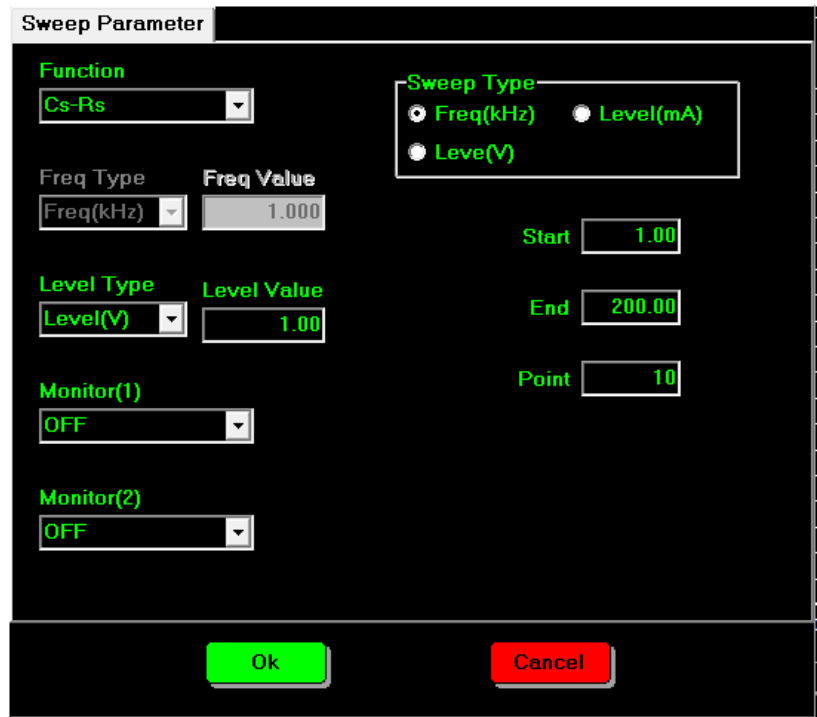 Sweep Parameter
Function
Cs-Rs
Freq Type Freq Value
Freq(kHz) 1.000
Level Type Level Value
Level(V) 1.00
Monitor(1)
OFF
Monitor(2)
OFF
Sweep Type
Freq(kHz) Level(mA)
Leve(V)
Start 1.00
End 200.00
Point 10
Ok Cancel